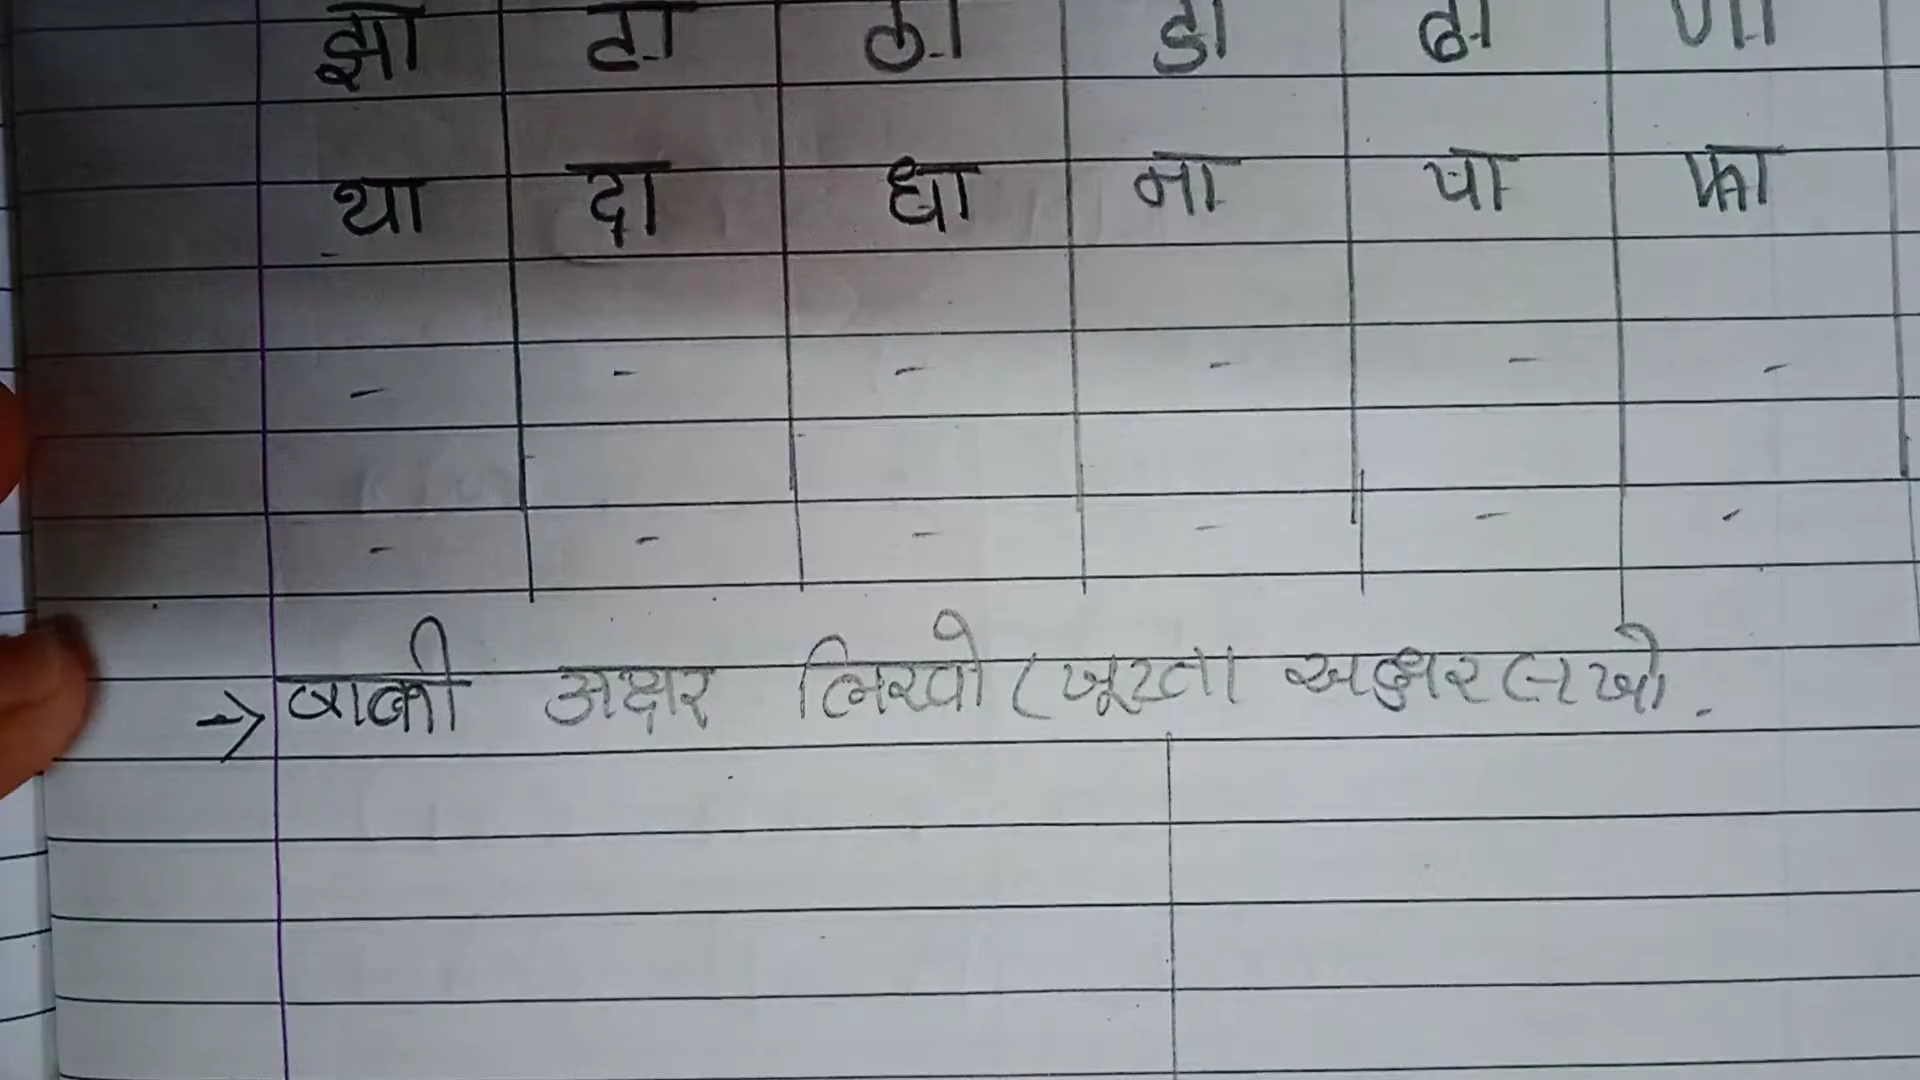 झा टा ठा डा ढा णा
था दा धा ना पा फा
- - - - - -
- - - - - -
→ बाकी अक्षर लिखो (ખૂટતા અક્ષર લખો.